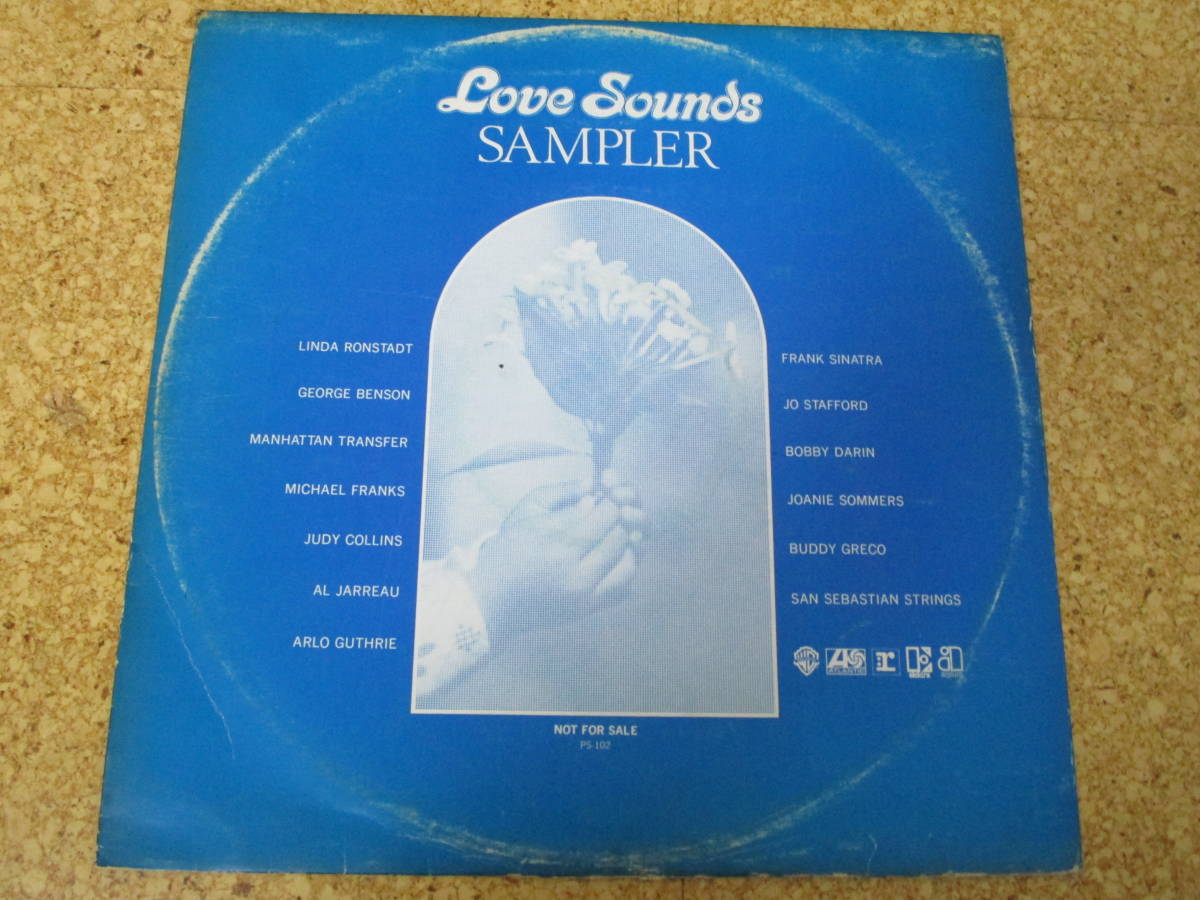 Love Sounds
SAMPLER
LINDA RONSTADT
GEORGE BENSON
MANHATTAN TRANSFER
MICHAEL FRANKS
JUDY COLLINS
AL JARREAU
ARLO GUTHRIE
FRANK SINATRA
JO STAFFORD
BOBBY DARIN
JOANIE SOMMERS
BUDDY GRECO
SAN SEBASTIAN STRINGS
ATLANTIC
NOT FOR SALE
PS-102